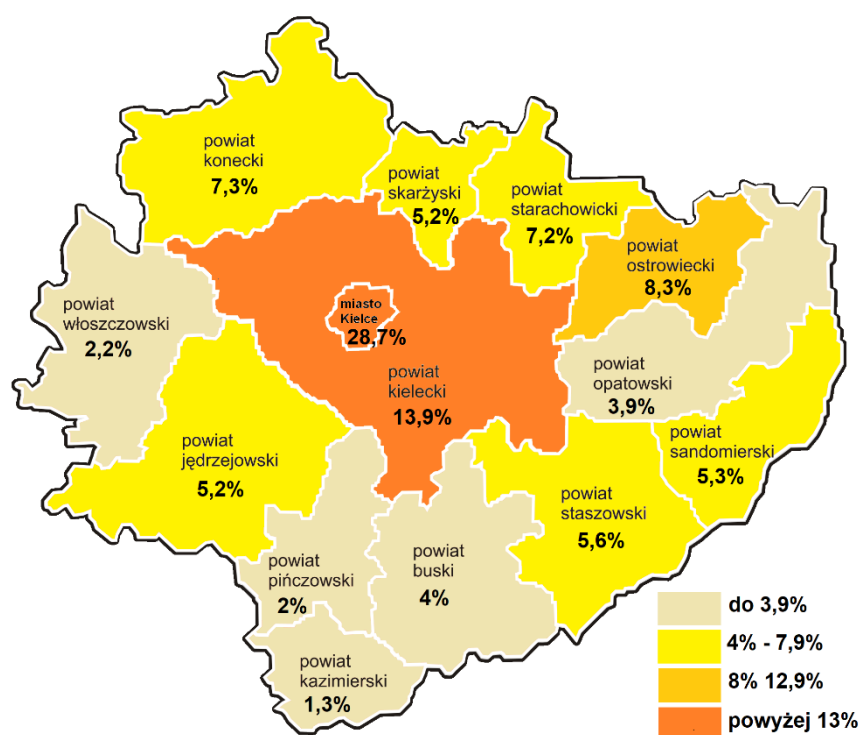 powiat
konecki
7,3%
powiat
skarżyski
5,2%
powiat
starachowicki
7,2%
powiat
ostrowiecki
8,3%
powiat
włoszczowski
2,2%
miasto
Kielce
28,7%
powiat
kielecki
13,9%
powiat
opatowski
3,9%
powiat
jędrzejowski
5,2%
powiat
sandomierski
5,3%
powiat
staszowski
5,6%
powiat
pińczowski
2%
powiat
buski
4%
powiat
kazimierski
1,3%
do 3,9%
4% - 7,9%
8% 12,9%
powyżej 13%